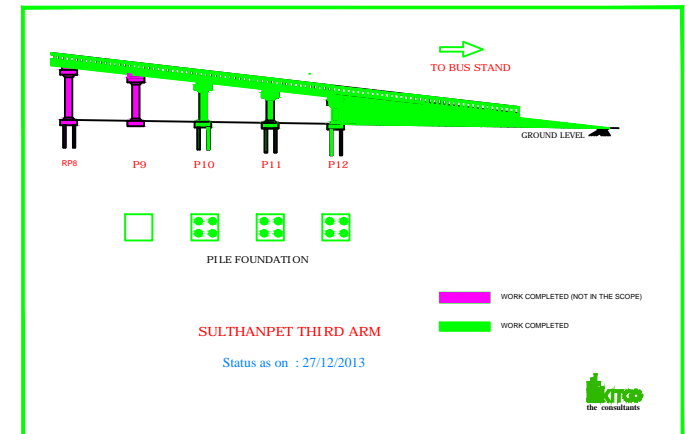 TO BUS STAND
GROUND LEVEL
RP8 P9 P10 P11 P12
PILE FOUNDATION
WORK COMPLETED (NOT IN THE SCOPE)
WORK COMPLETED
SULTHANPET THIRD ARM
Status as on : 27/12/2013
KITCO
the consultants